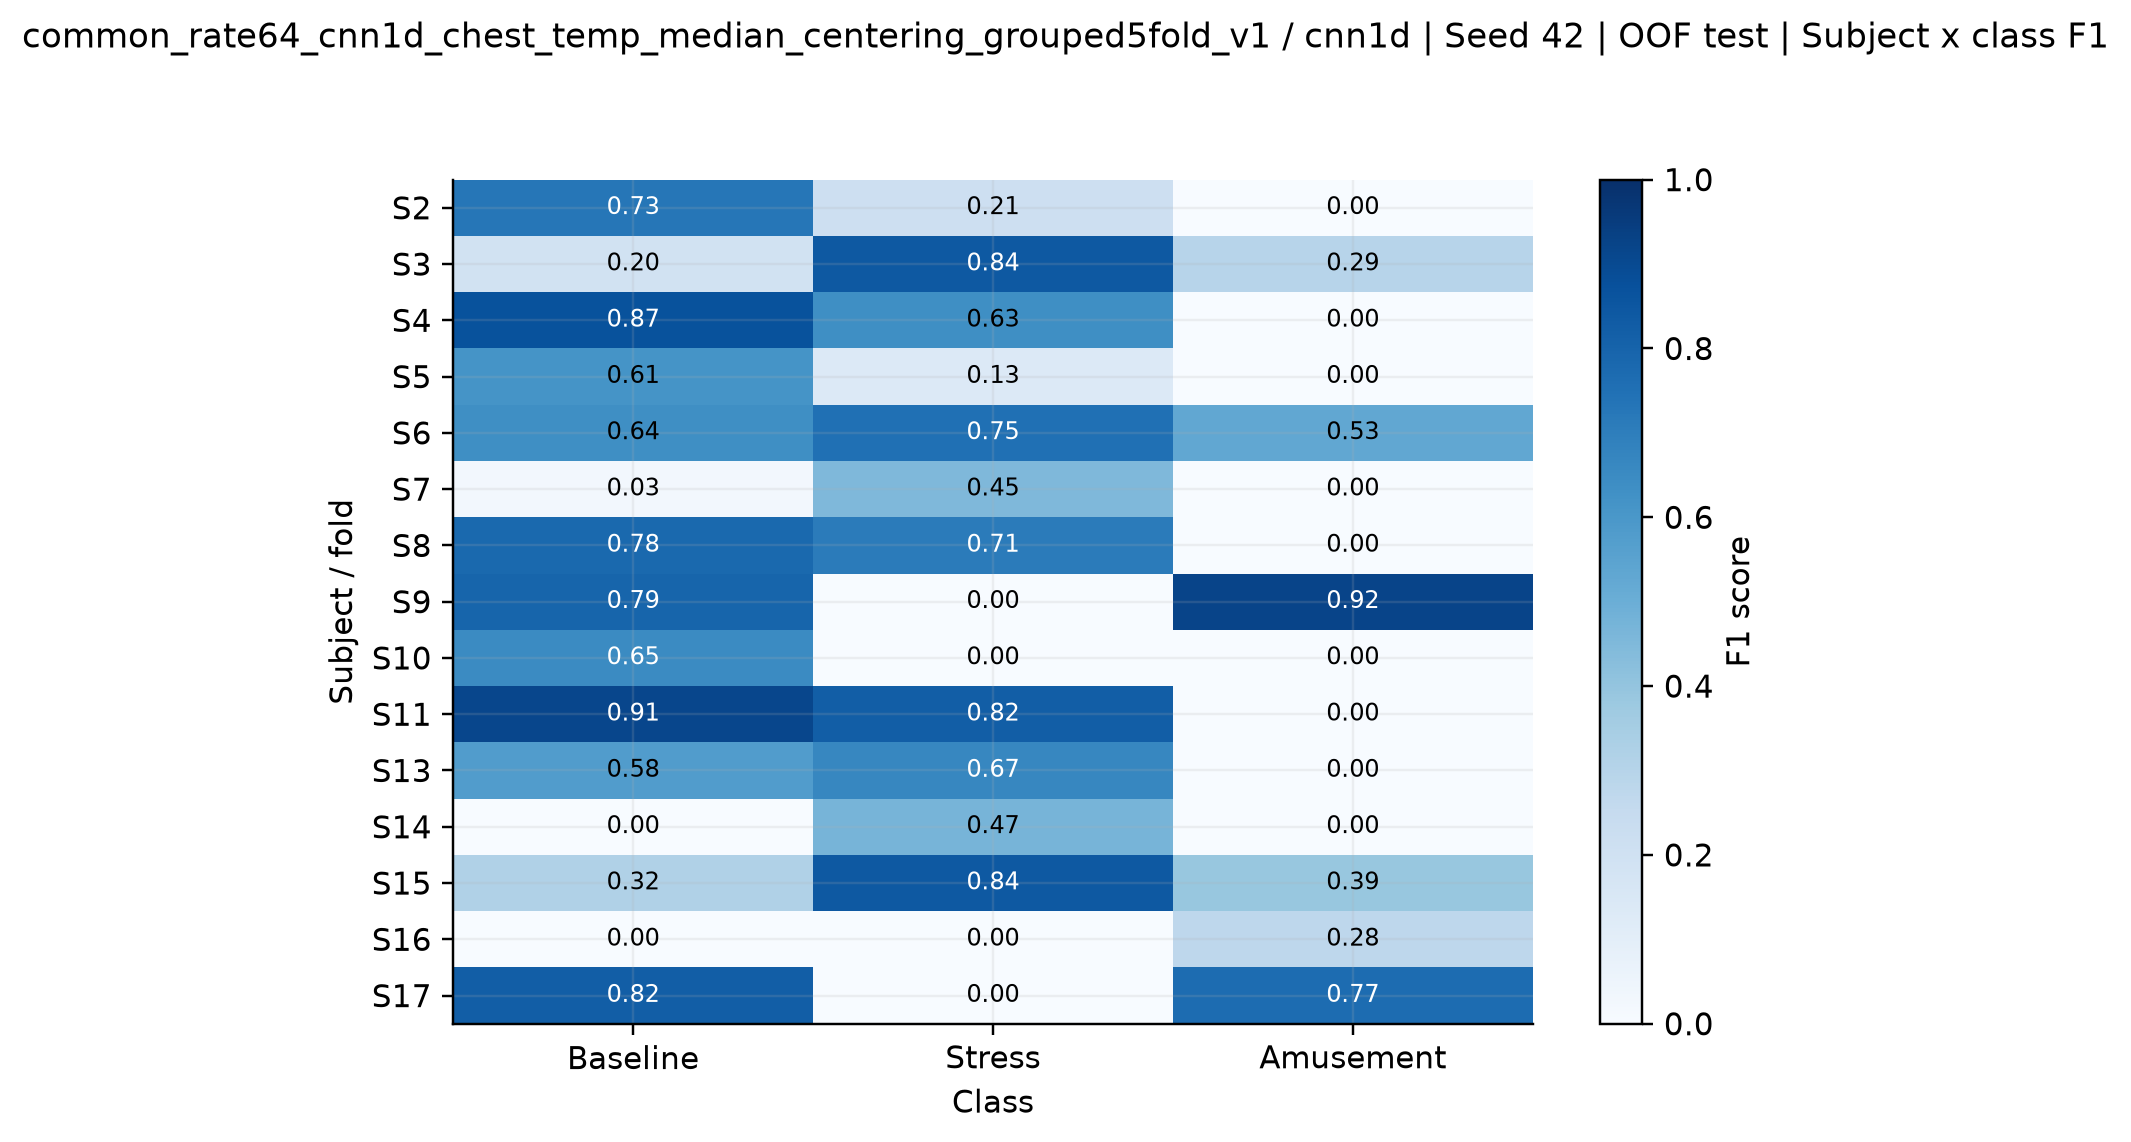 common_rate64_cnn1d_chest_temp_median_centering_grouped5fold_v1 / cnn1d | Seed 42 | OOF test | Subject x class F1
S2 0.73 0.21 0.00
S3 0.20 0.84 0.29
S4 0.87 0.63 0.00
S5 0.61 0.13 0.00
S6 0.64 0.75 0.53
S7 0.03 0.45 0.00
S8 0.78 0.71 0.00
S9 0.79 0.00 0.92
S10 0.65 0.00 0.00
S11 0.91 0.82 0.00
S13 0.58 0.67 0.00
S14 0.00 0.47 0.00
S15 0.32 0.84 0.39
S16 0.00 0.00 0.28
S17 0.82 0.00 0.77
Baseline Stress Amusement
Class
Subject / fold
1.0
0.8
0.6
0.4
0.2
0.0
F1 score